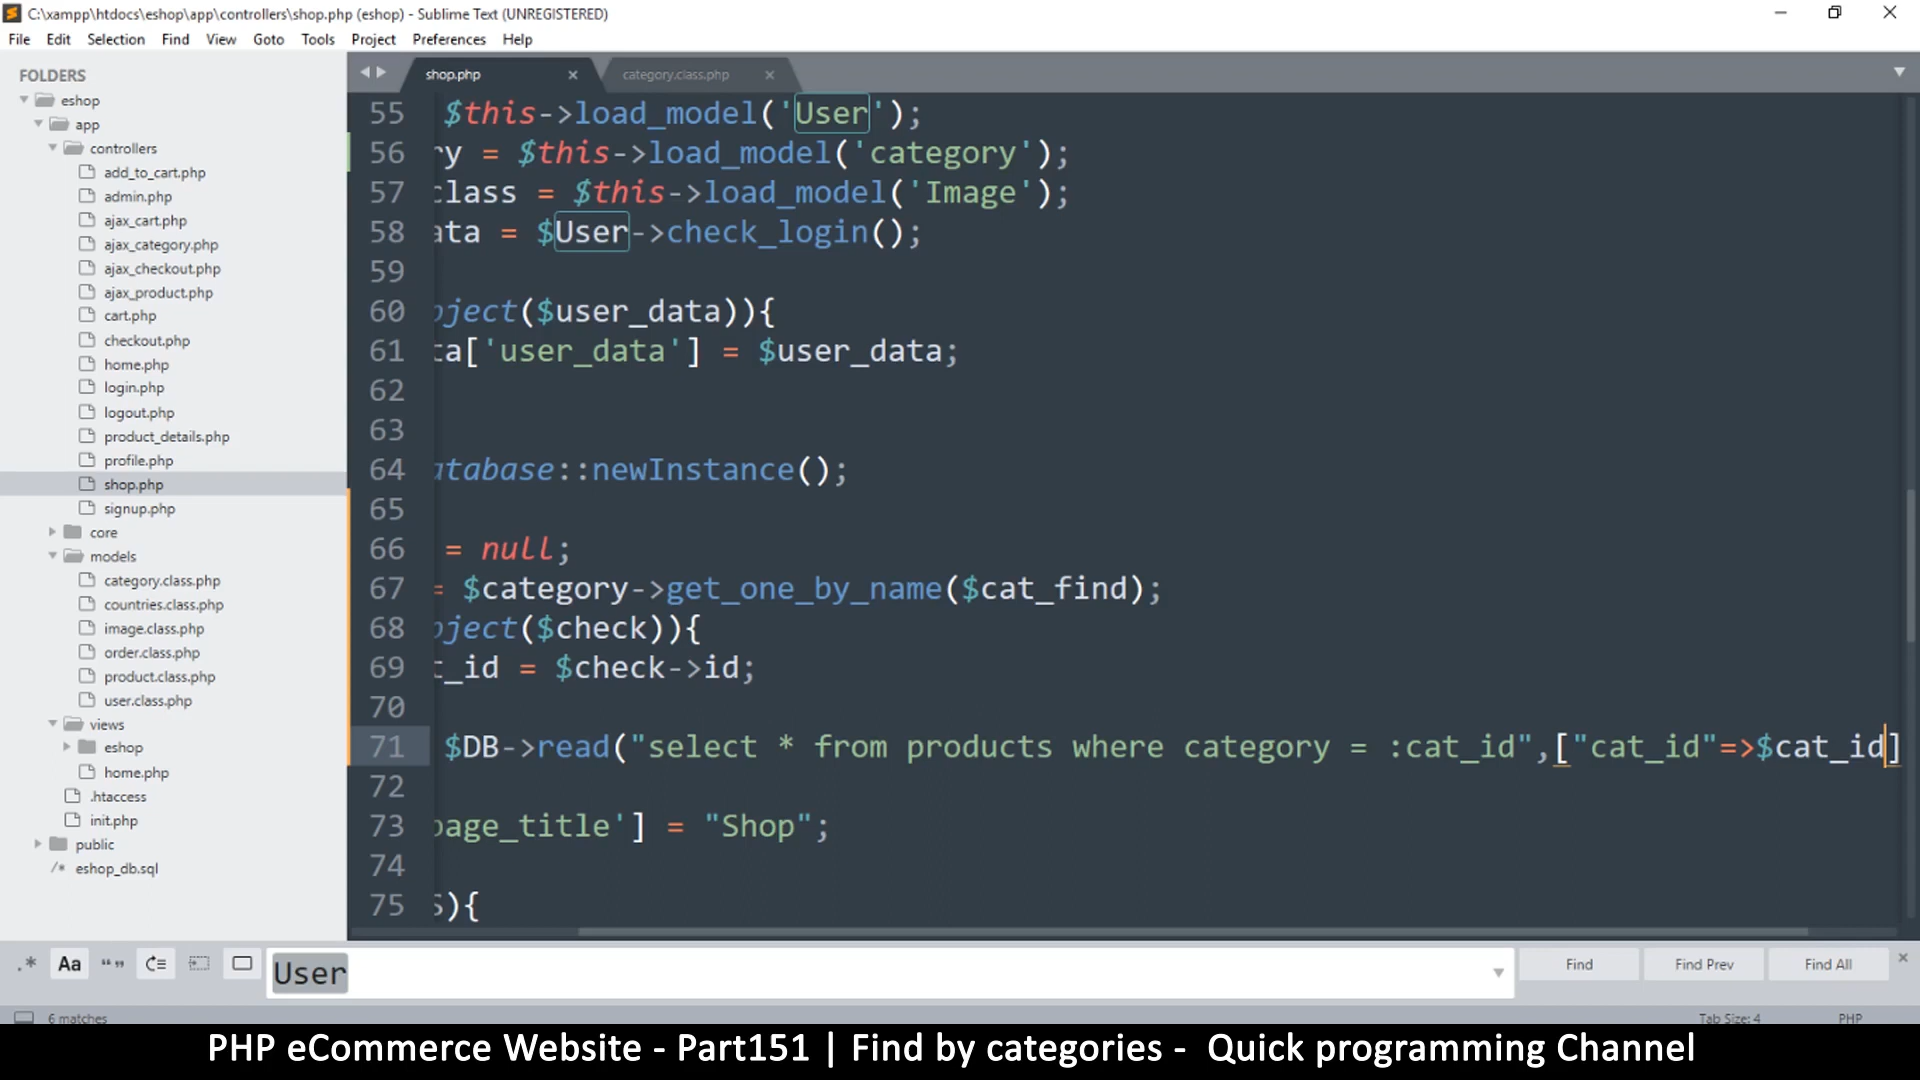 C:\xampp\htdocs\eshop\app\controllers\shop.php (eshop) - Sublime Text (UNREGISTERED)
File Edit Selection Find View Goto Tools Project Preferences Help
FOLDERS
eshop
app
controllers
add_to_cart.php
admin.php
ajax_cart.php
ajax_category.php
ajax_checkout.php
ajax_product.php
cart.php
checkout.php
home.php
login.php
logout.php
product_details.php
profile.php
shop.php
signup.php
core
models
category.class.php
countries.class.php
image.class.php
order.class.php
product.class.php
user.class.php
views
eshop
home.php
.htaccess
init.php
public
/* eshop_db.sql
shop.php category.class.php
55 $this->load_model('User');
56 ry = $this->load_model('category');
57 class = $this->load_model('Image');
58 ata = $User->check_login();
59
60 bject($user_data)){
61 ta['user_data'] = $user_data;
62
63
64 atabase::newInstance();
65
66 = null;
67 = $category->get_one_by_name($cat_find);
68 bject($check)){
69 t_id = $check->id;
70
71 $DB->read("select * from products where category = :cat_id",["cat_id"=>$cat_id]
72
73 page_title'] = "Shop";
74
75 S){
.* Aa “” User Find Find Prev Find All
6 matches Tab Size: 4 PHP
PHP eCommerce Website - Part151 | Find by categories - Quick programming Channel